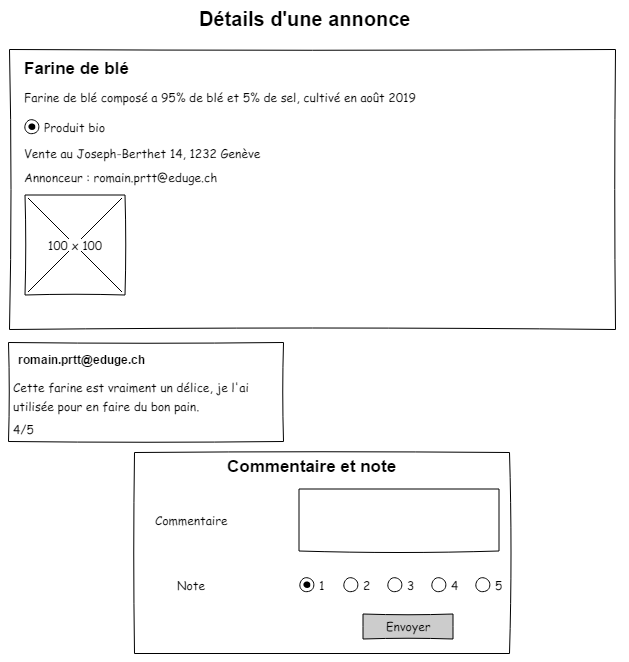 Détails d'une annonce
Farine de blé
Farine de blé composé a 95% de blé et 5% de sel, cultivé en août 2019
Produit bio
Vente au Joseph-Berthet 14, 1232 Genève
Annonceur : romain.prtt@eduge.ch
100 x 100
romain.prtt@eduge.ch
Cette farine est vraiment un délice, je l'ai
utilisée pour en faire du bon pain.
4/5
Commentaire et note
Commentaire
Note 1 2 3 4 5
Envoyer